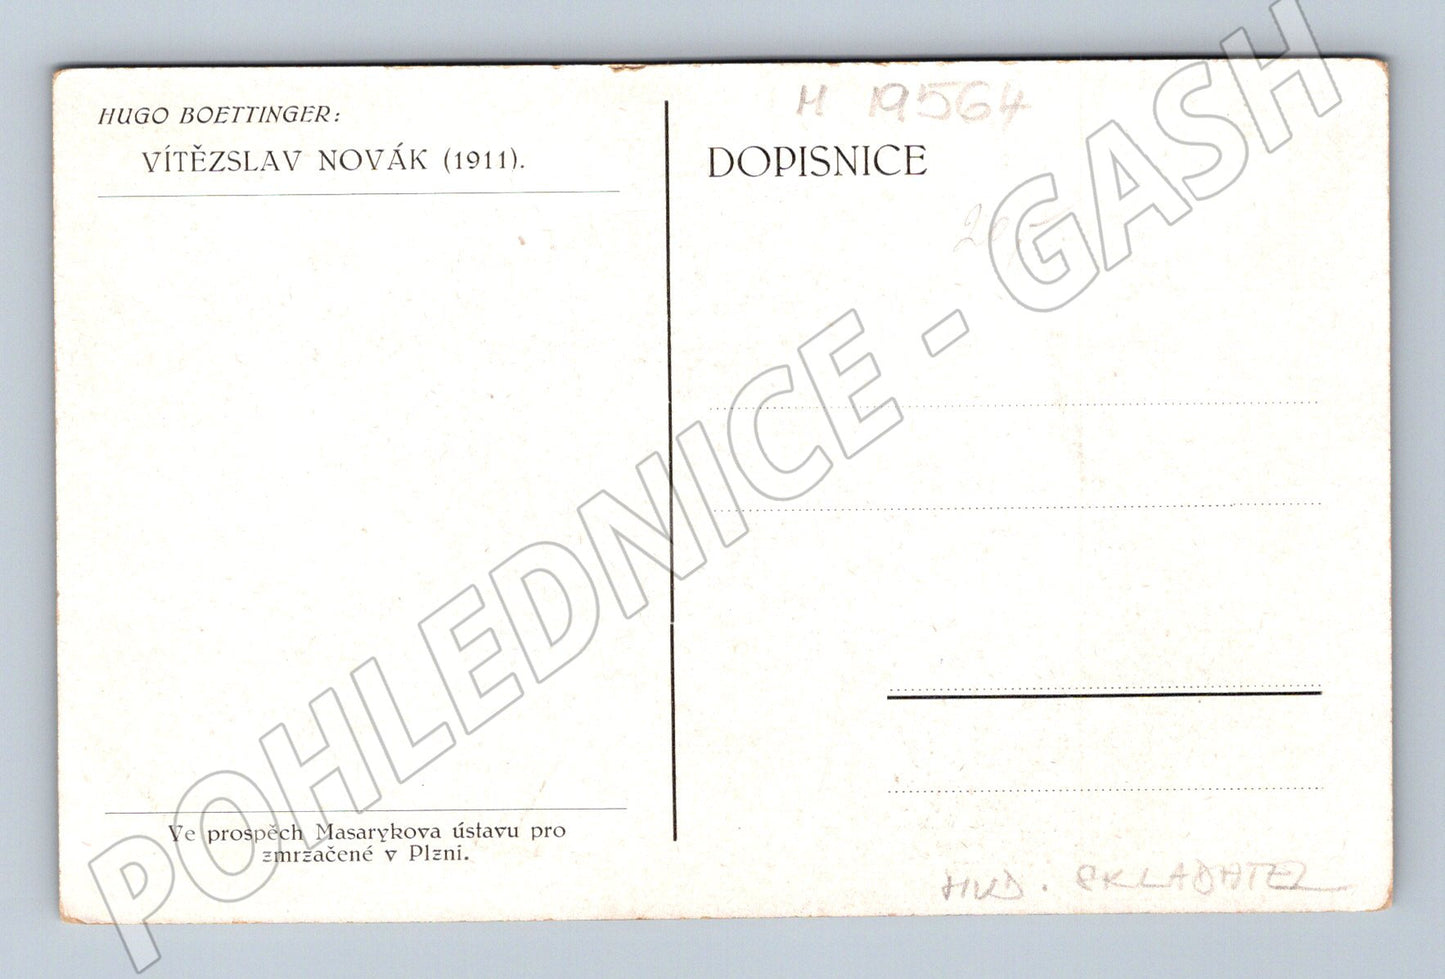 HUGO BOETTINGER:
VÍTĚZSLAV NOVÁK (1911).
Ve prospěch Masarykova ústavu pro
zmrzačené v Plzni.
H 19564
DOPISNICE
HUD. SKLADATEL
POHLEDNICE - GASH